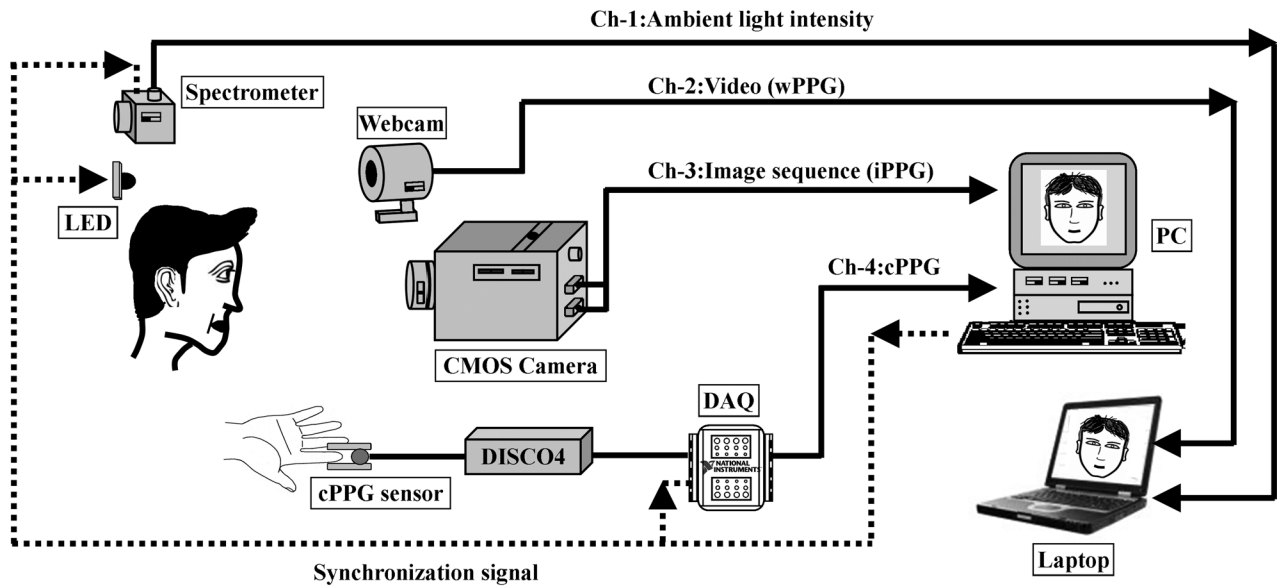 Ch-1:Ambient light intensity
Spectrometer
Ch-2:Video (wPPG)
Webcam
Ch-3:Image sequence (iPPG)
LED
PC
Ch-4:cPPG
CMOS Camera
DAQ
DISCO4
NATIONAL
INSTRUMENTS
cPPG sensor
Laptop
Synchronization signal